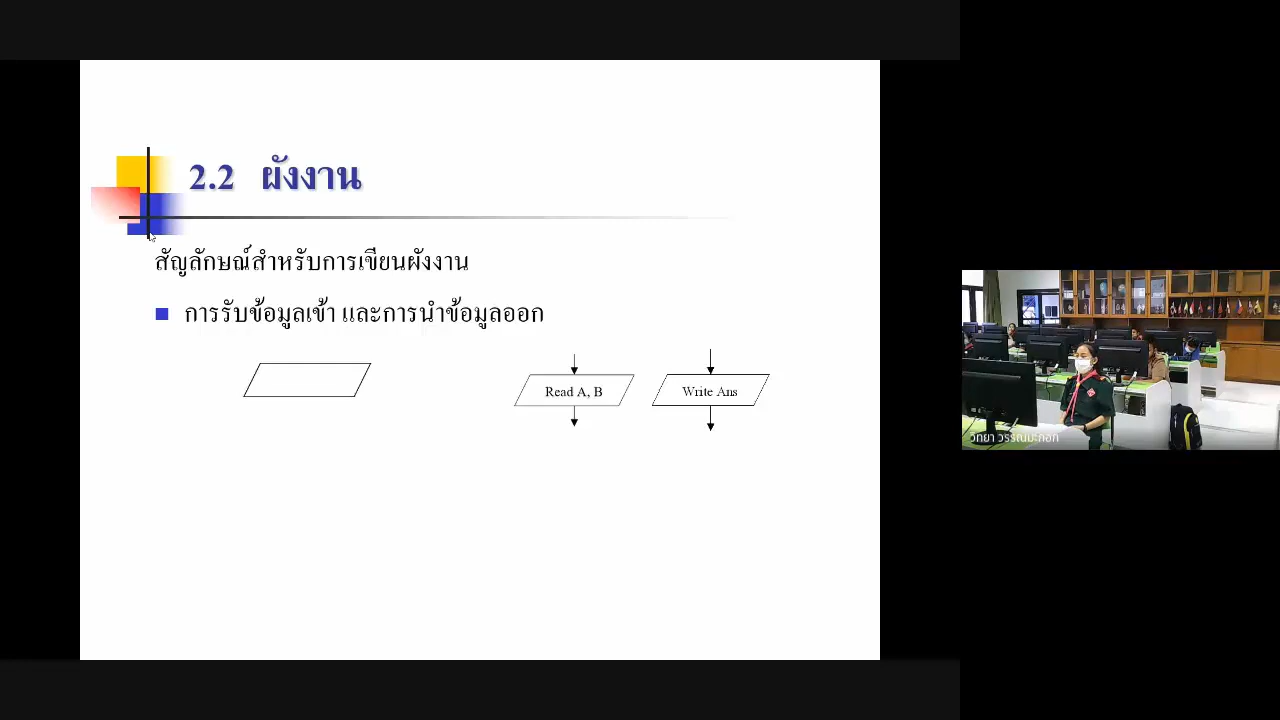 2.2 ผังงาน
สัญลักษณ์สำหรับการเขียนผังงาน
การรับข้อมูลเข้า และการนำข้อมูลออก
Read A, B
Write Ans
วิทยา วรรณมะกอก